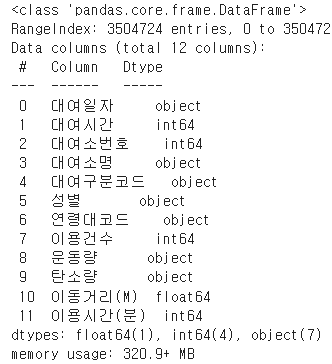 <class 'pandas.core.frame.DataFrame'>
RangeIndex: 3504724 entries, 0 to 350472
Data columns (total 12 columns):
 #   Column   Dtype
---  ------   -----
 0   대여일자   object
 1   대여시간   int64
 2   대여소번호   int64
 3   대여소명   object
 4   대여구분코드   object
 5   성별   object
 6   연령대코드   object
 7   이용건수   int64
 8   운동량   object
 9   탄소량   object
 10  이동거리(M)   float64
 11  이용시간(분)   int64
dtypes: float64(1), int64(4), object(7)
memory usage: 320.9+ MB